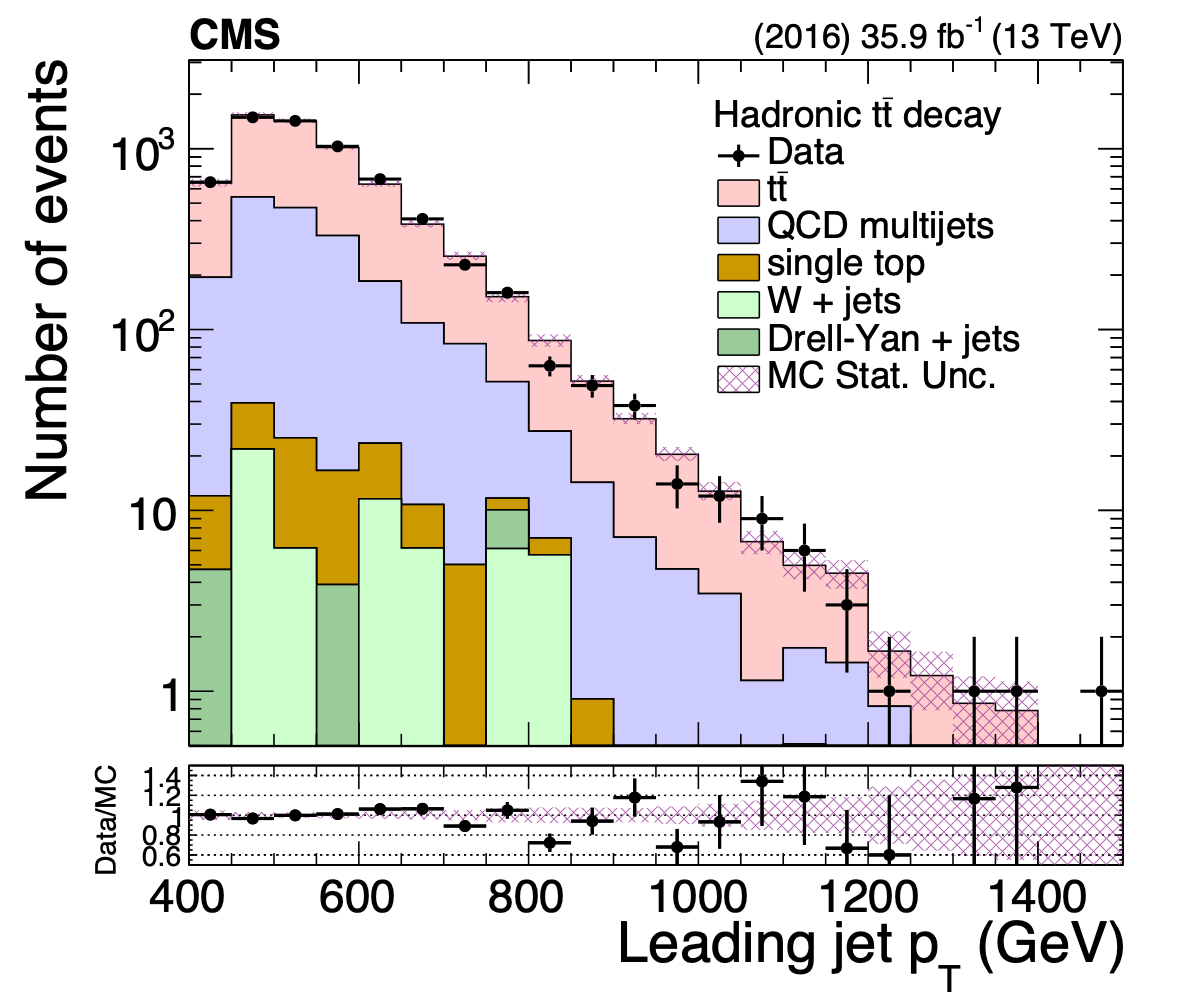 CMS
(2016) 35.9 fb⁻¹ (13 TeV)
Number of events
10³
10²
10
1
Hadronic tt̄ decay
Data
tt̄
QCD multijets
single top
W + jets
Drell-Yan + jets
MC Stat. Unc.
Data/MC
1.4
1.2
1
0.8
0.6
400 600 800 1000 1200 1400
Leading jet p_T (GeV)